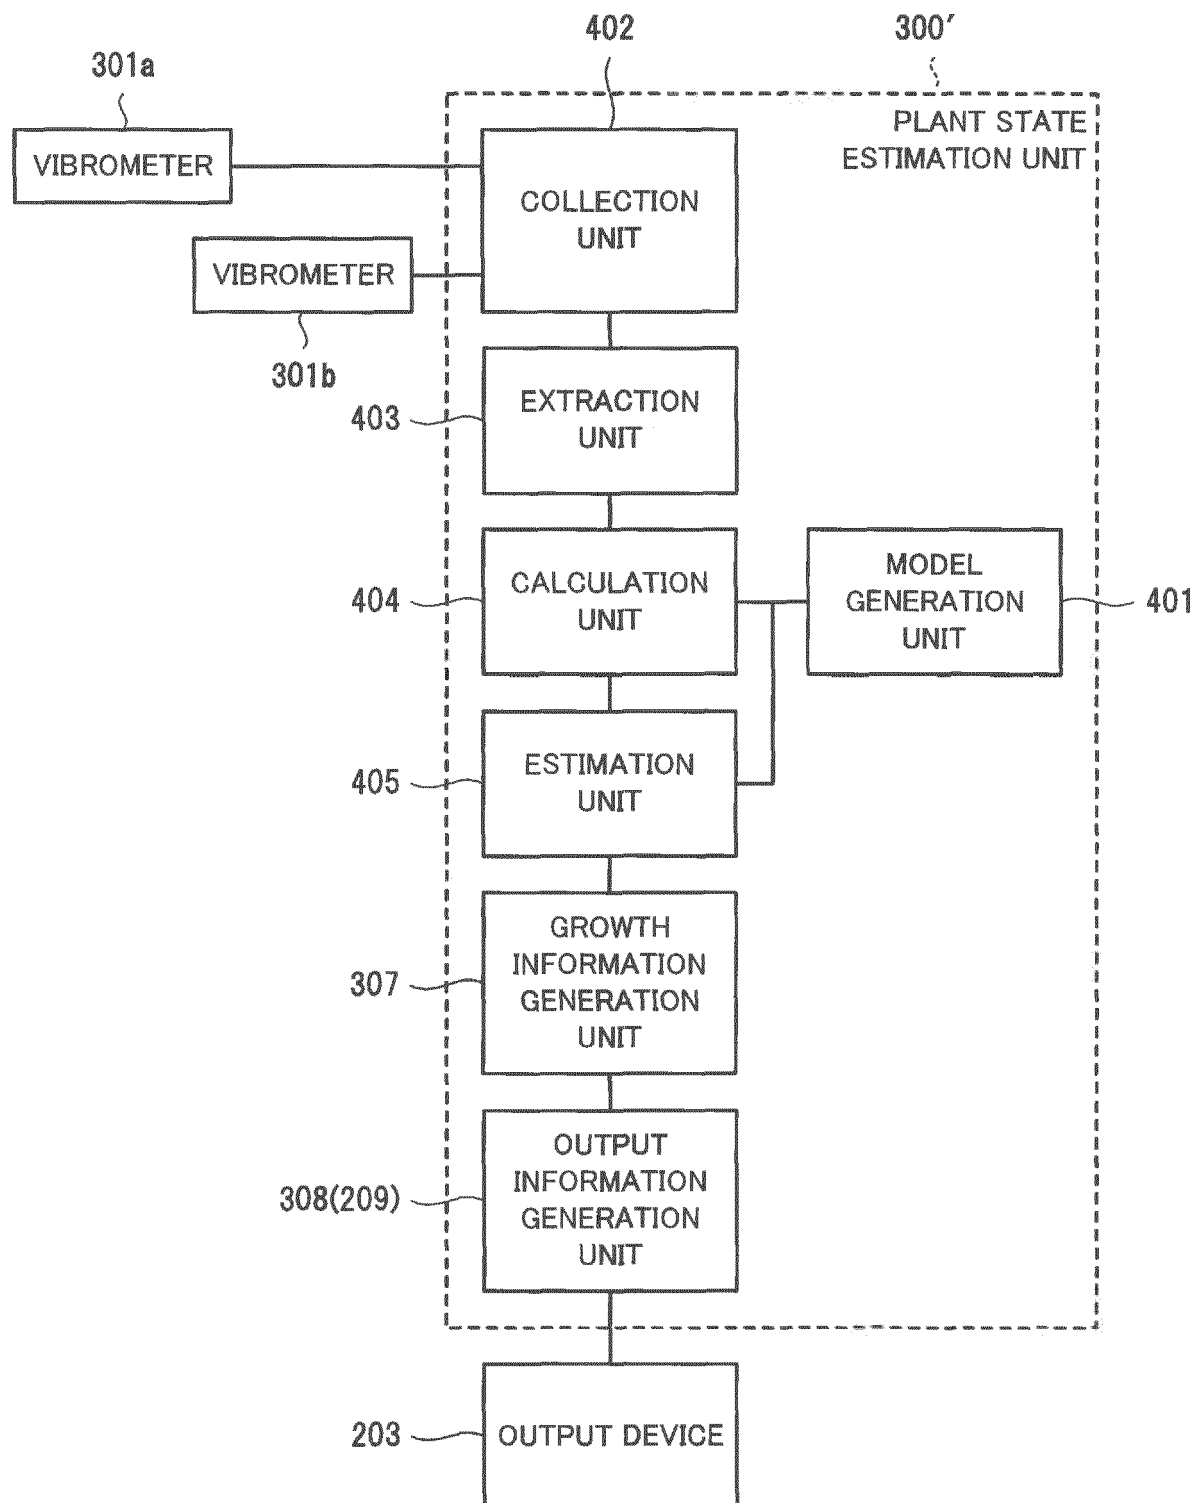 402
300′
301a
PLANT STATE
ESTIMATION UNIT
VIBROMETER
COLLECTION
UNIT
VIBROMETER
301b
403
EXTRACTION
UNIT
404
CALCULATION
UNIT
MODEL
GENERATION
UNIT
401
405
ESTIMATION
UNIT
307
GROWTH
INFORMATION
GENERATION
UNIT
308(209)
OUTPUT
INFORMATION
GENERATION
UNIT
203
OUTPUT DEVICE